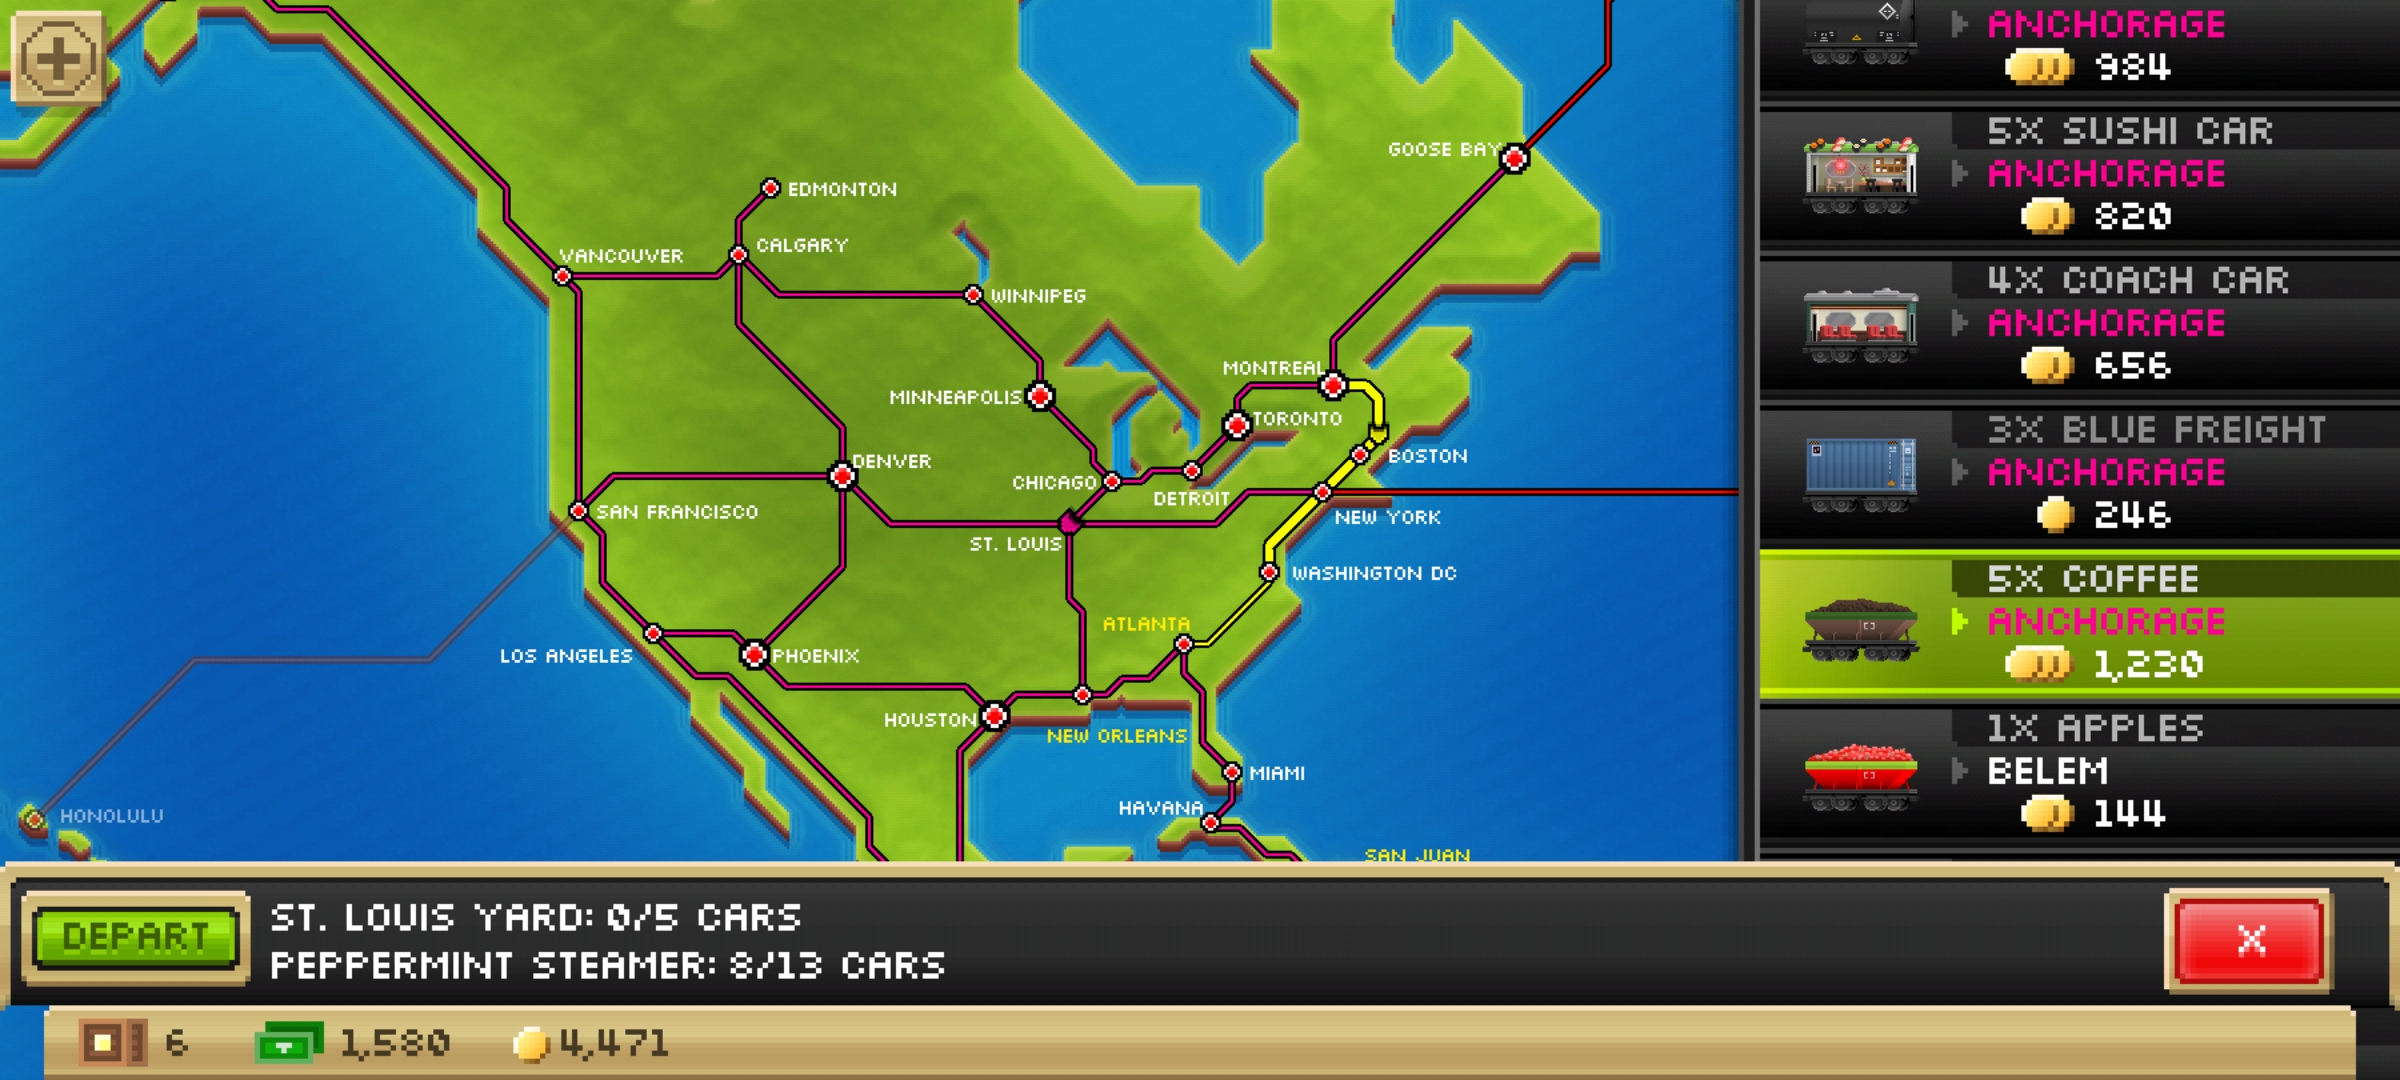 ANCHORAGE
984
5X SUSHI CAR
ANCHORAGE
820
4X COACH CAR
ANCHORAGE
656
3X BLUE FREIGHT
ANCHORAGE
246
5X COFFEE
ANCHORAGE
1,230
1X APPLES
BELEM
144
GOOSE BAY
EDMONTON
CALGARY
VANCOUVER
WINNIPEG
MONTREAL
MINNEAPOLIS
TORONTO
DENVER
BOSTON
CHICAGO
DETROIT
SAN FRANCISCO
NEW YORK
ST. LOUIS
WASHINGTON DC
ATLANTA
LOS ANGELES
PHOENIX
HOUSTON
NEW ORLEANS
MIAMI
HAVANA
HONOLULU
SAN JUAN
DEPART
ST. LOUIS YARD: 0/5 CARS
PEPPERMINT STEAMER: 8/13 CARS
X
6
1,580
4,471